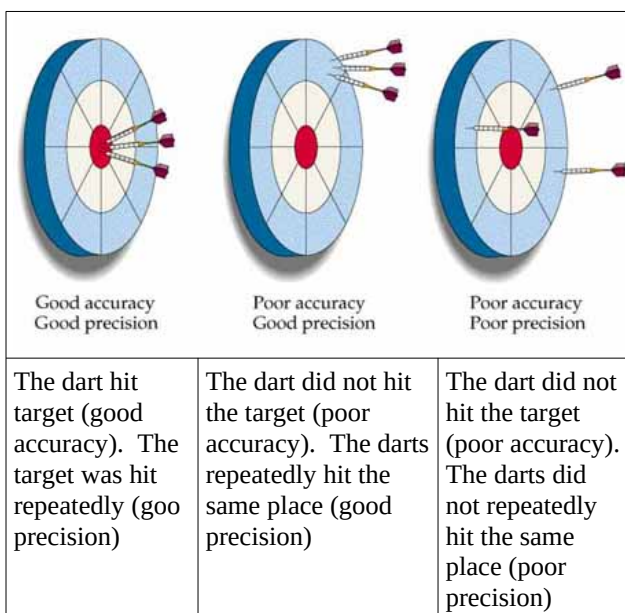 Good accuracy
Good precision
Poor accuracy
Good precision
Poor accuracy
Poor precision
The dart hit
target (good
accuracy).  The
target was hit
repeatedly (goo
precision)
The dart did not hit
the target (poor
accuracy).  The darts
repeatedly hit the
same place (good
precision)
The dart did not
hit the target
(poor accuracy).
The darts did
not repeatedly
hit the same
place (poor
precision)